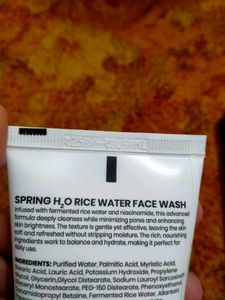 SPRING H₂O RICE WATER FACE WASH
infused with fermented rice water and niacinamide, this advanced
formula deeply cleanses while minimizing pores and enhancing
skin brightness. The texture is gentle yet effective, leaving the skin
soft and refreshed without stripping moisture. The rich, nourishing
ingredients work to balance and hydrate, making it perfect for
daily use.
INGREDIENTS: Purified Water, Palmitic Acid, Myristic Acid,
Stearic Acid, Lauric Acid, Potassium Hydroxide, Propylene
Glycol, Glycerin, Glycol Distearate, Sodium Lauroyl Sarcosinate
Glyceryl Monostearate, PEG-150 Distearate, Phenoxyethanol,
Cocamidopropyl Betaine, Fermented Rice Water, Allantoin